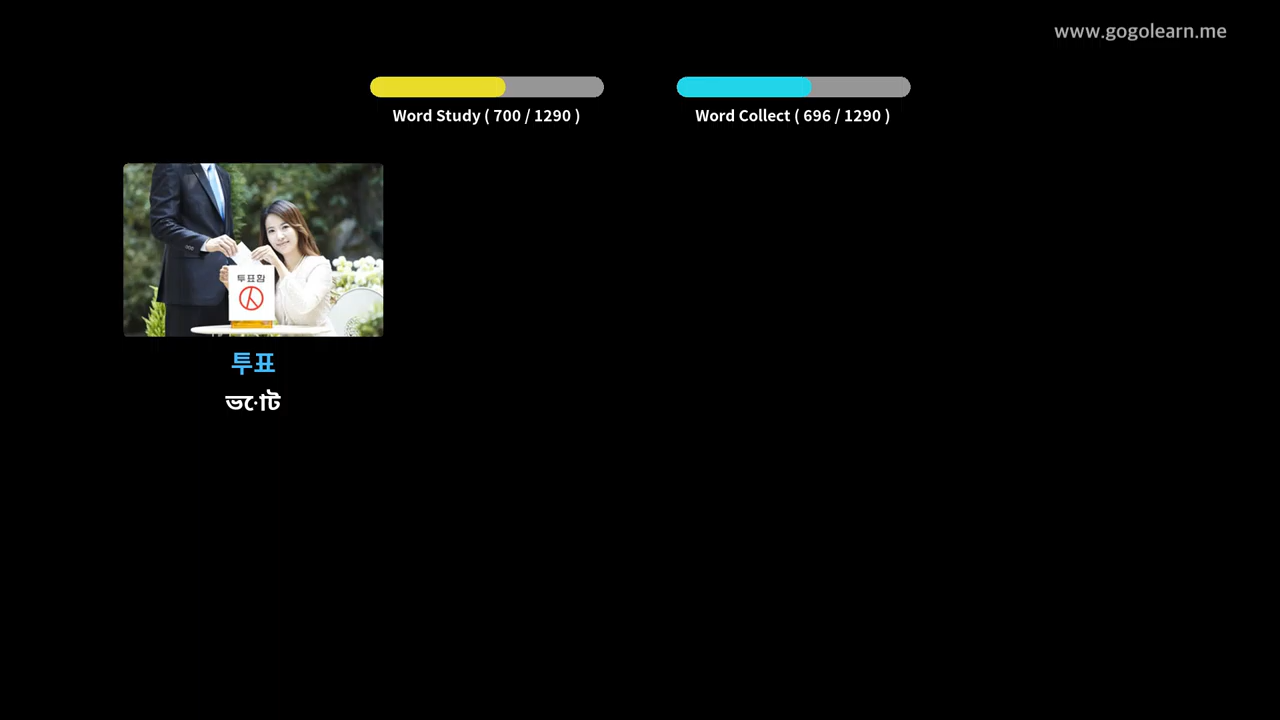 www.gogolearn.me
Word Study ( 700 / 1290 )
Word Collect ( 696 / 1290 )
투표함
투표
ভোট